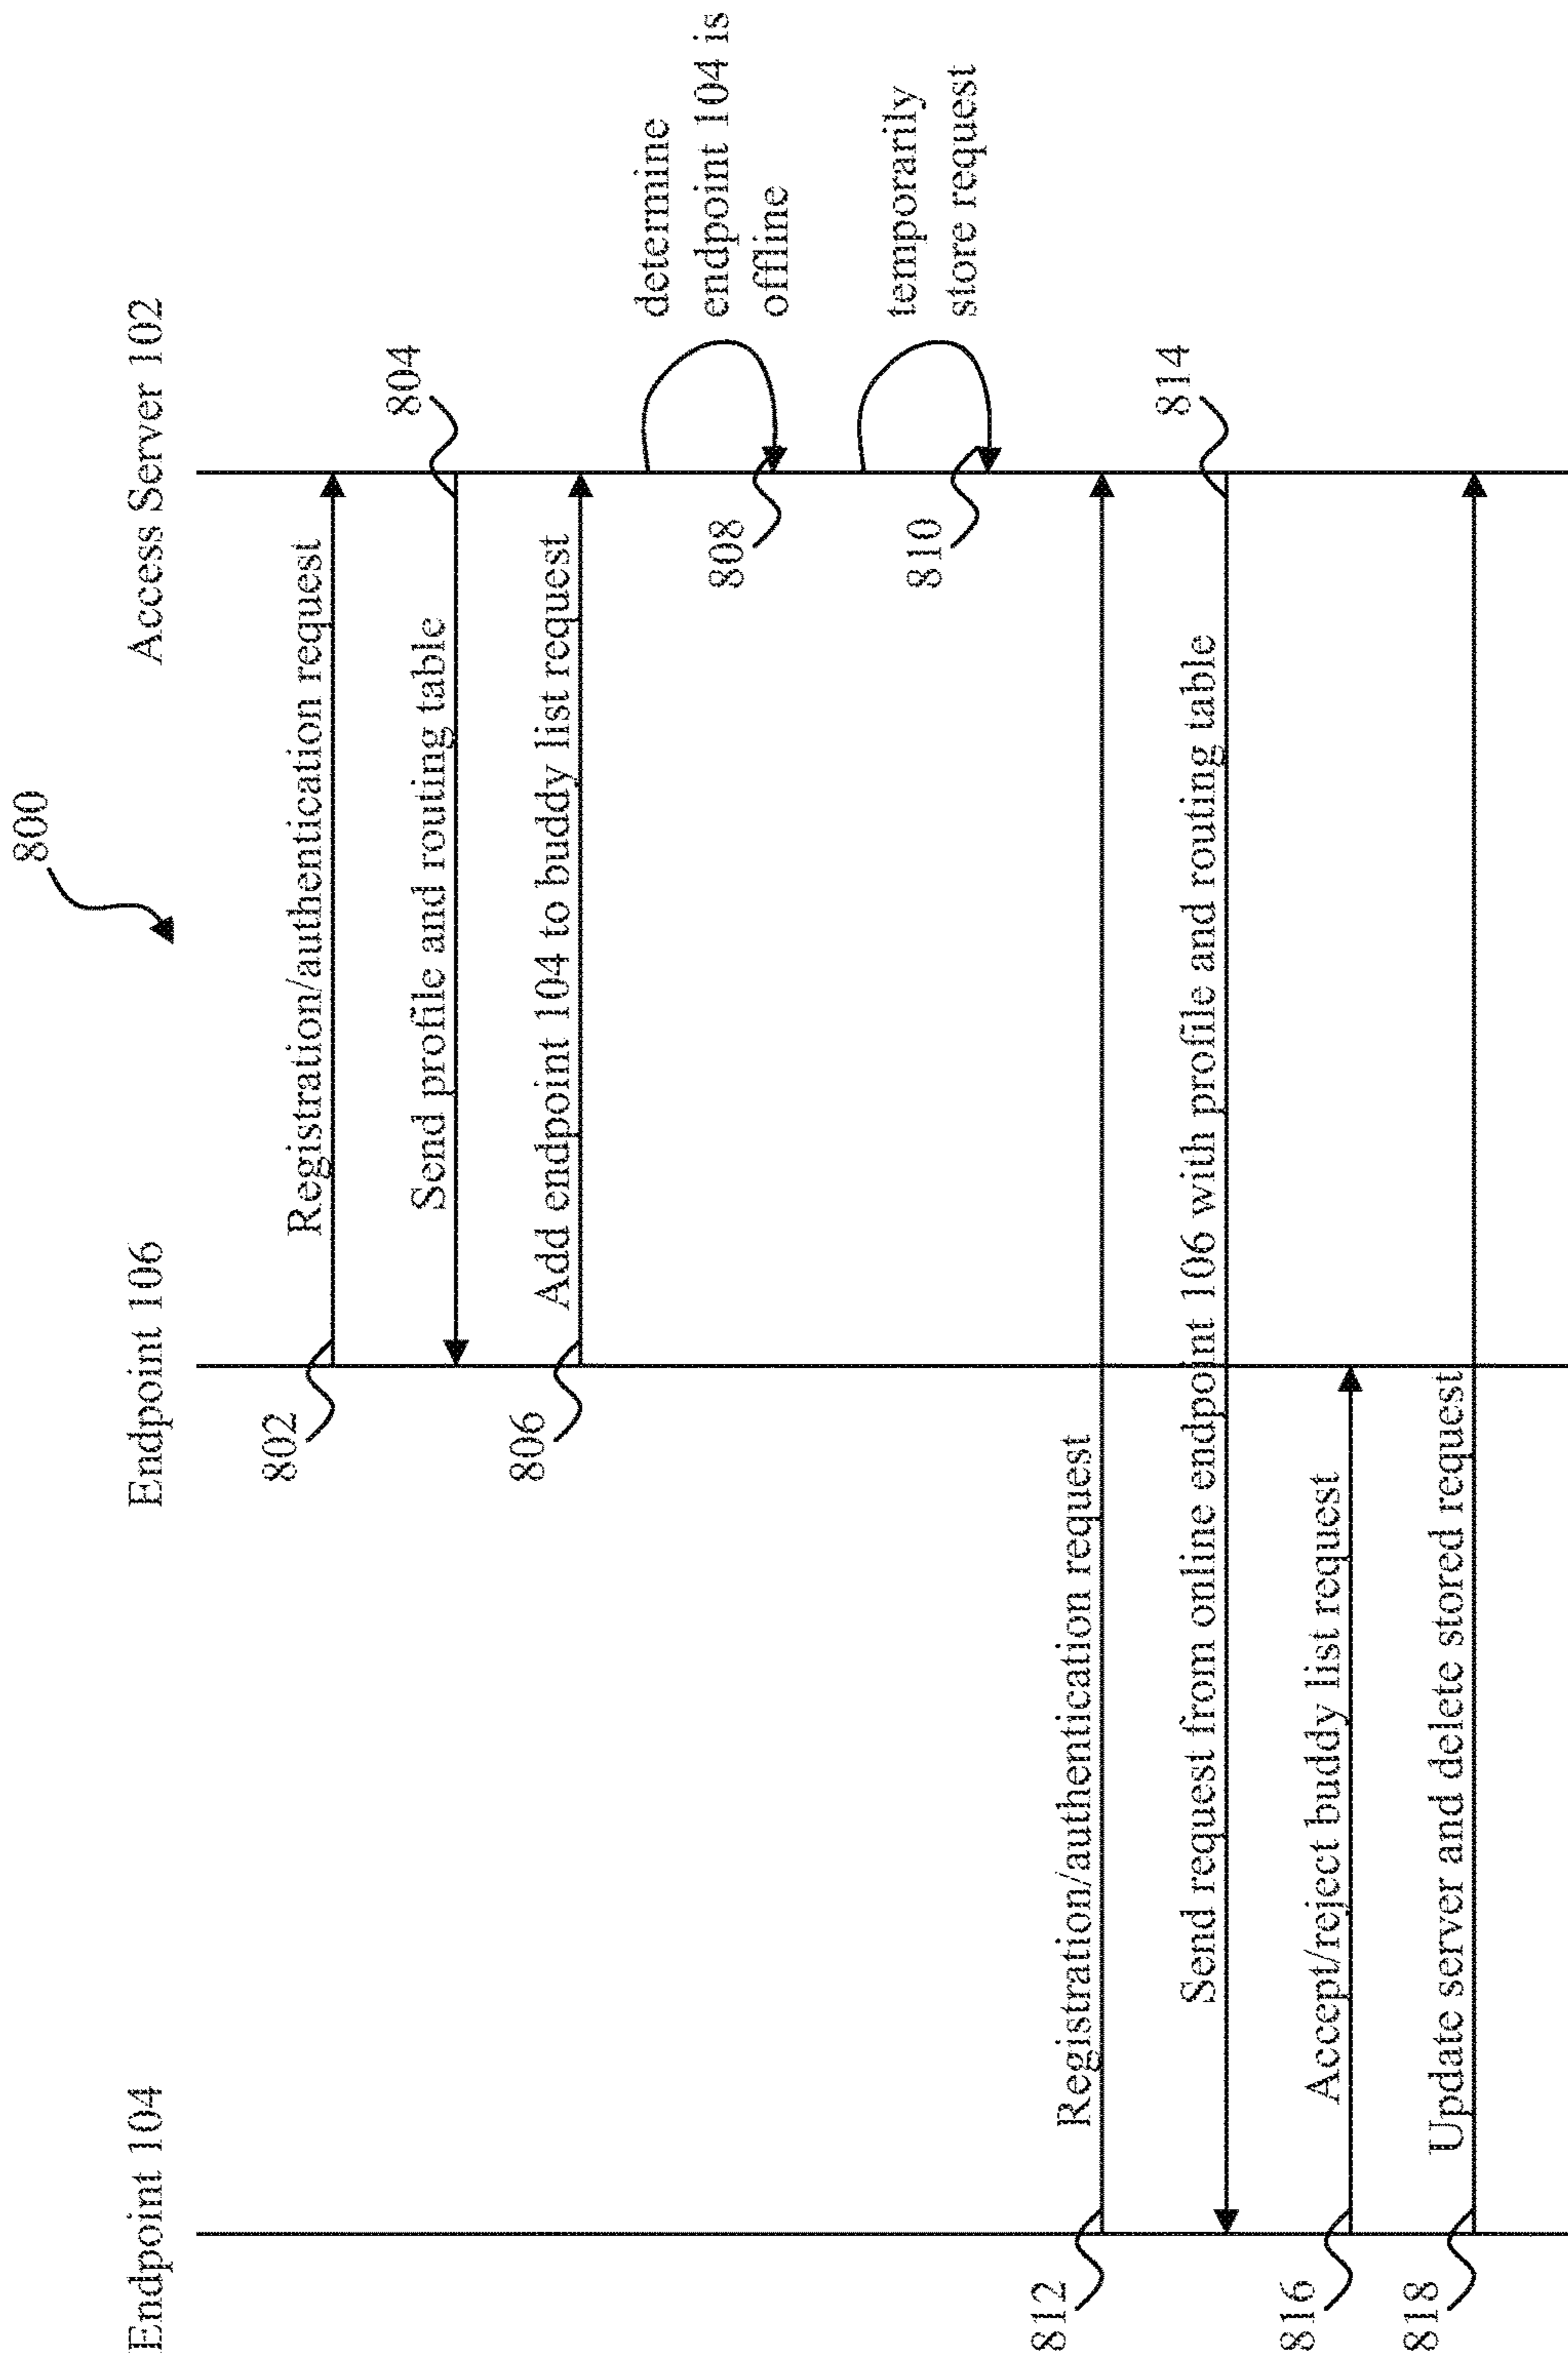 800
Endpoint 104
Endpoint 106
Access Server 102
802
Registration/authentication request
804
Send profile and routing table
806
Add endpoint 104 to buddy list request
determine
endpoint 104 is
offline
808
temporarily
store request
810
812
Registration/authentication request
814
Send request from online endpoint 106 with profile and routing table
816
Accept/reject buddy list request
818
Update server and delete stored request